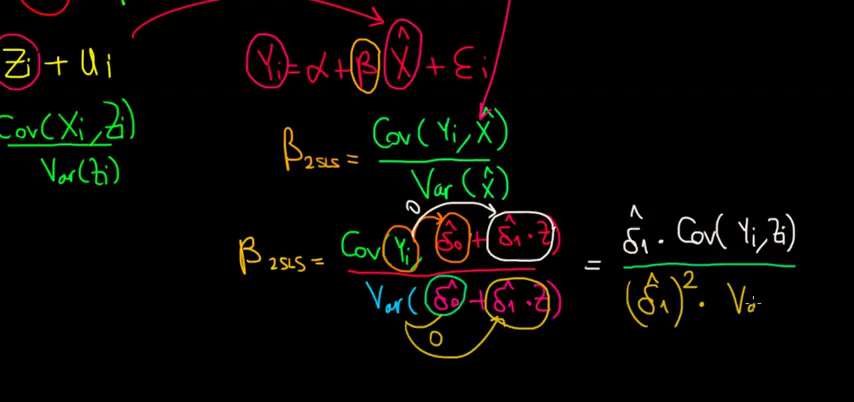 Zi + Ui
Yi = α + β X̂ + εi
Cov(Xi, Zi)
Var(Zi)
β2SLS = Cov(Yi, X̂)
Var(X̂)
0
β2SLS = Cov(Yi, δ̂0 + δ̂1 · Z) = δ̂1 · Cov(Yi, Zi)
Var(δ̂0 + δ̂1 · Z) (δ̂1)² · Va
0